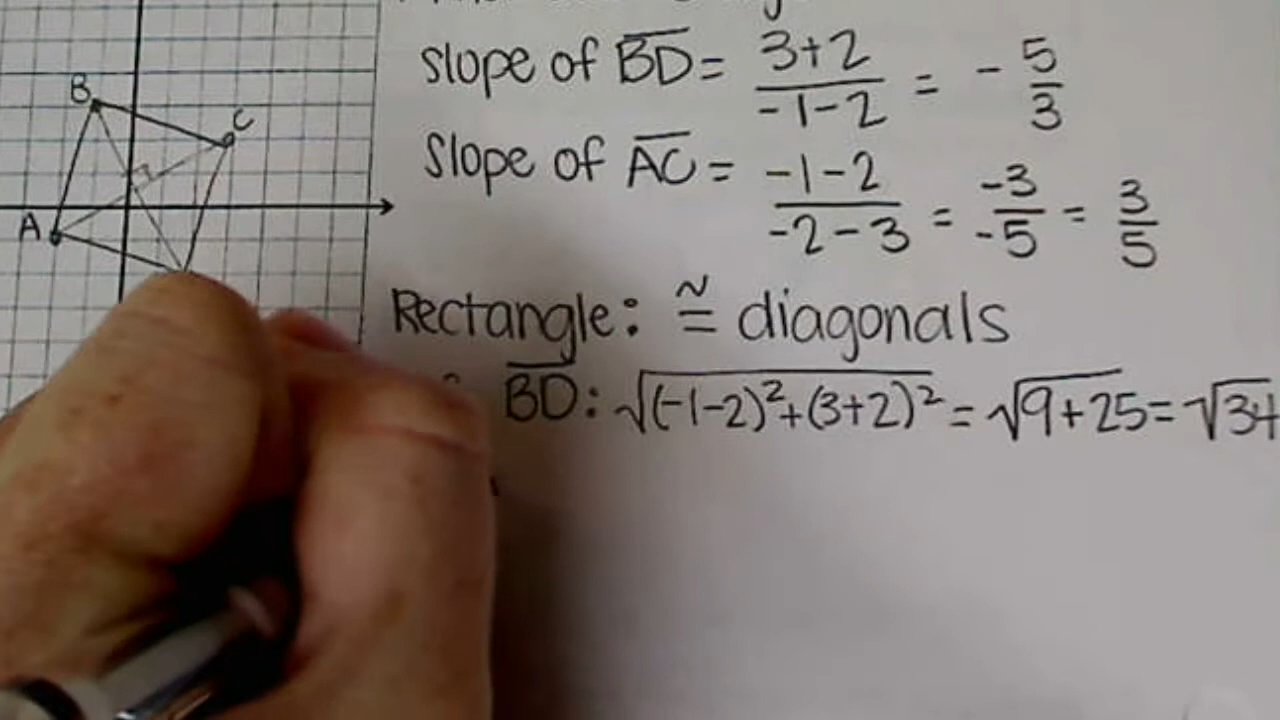 slope of BD = 3+2 / -1-2 = - 5/3
Slope of AC = -1-2 / -2-3 = -3/-5 = 3/5
Rectangle: ≅ diagonals
BD: √(-1-2)²+(3+2)² = √9+25 = √34
B
C
A